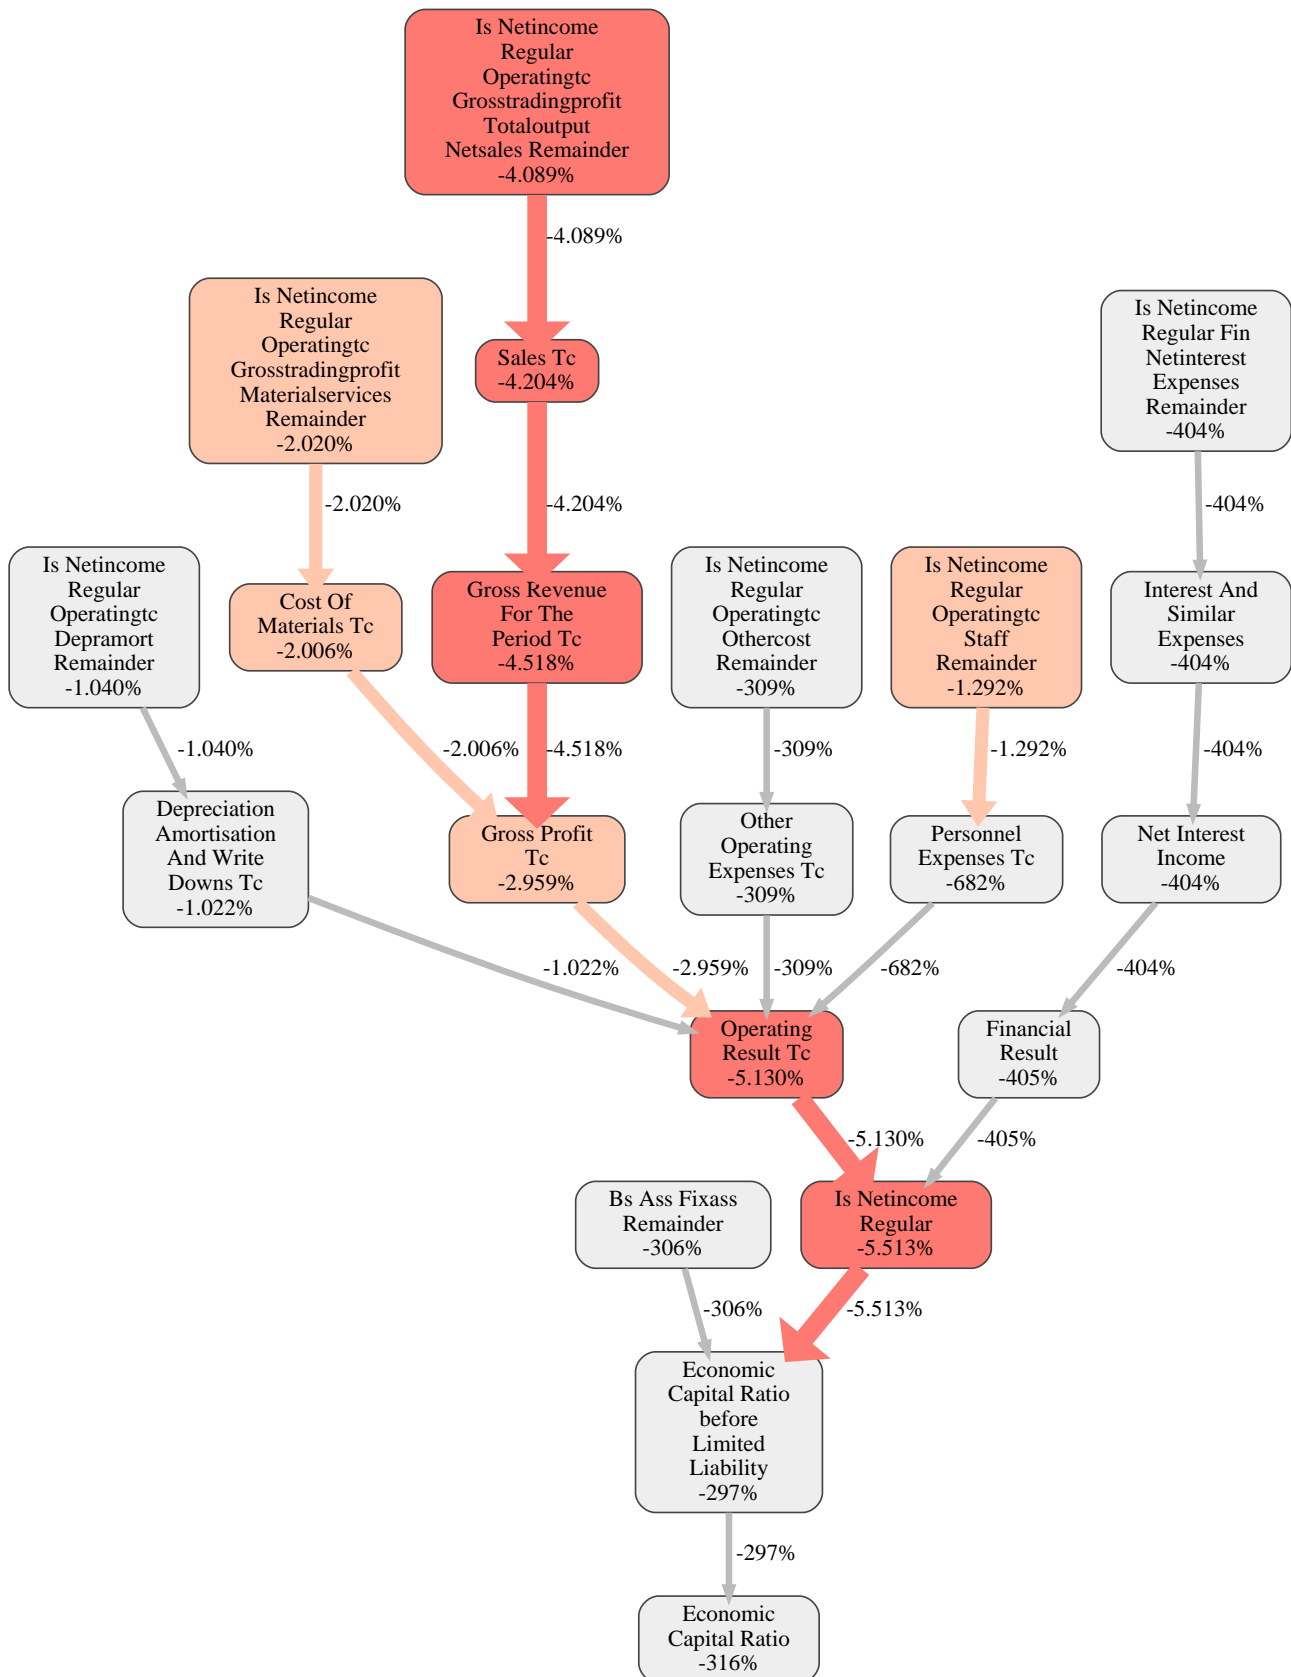 Is Netincome
Regular
Operatingtc
Grosstradingprofit
Totaloutput
Netsales Remainder
-4.089%
-4.089%
Is Netincome
Regular
Operatingtc
Grosstradingprofit
Materialservices
Remainder
-2.020%
Is Netincome
Regular Fin
Netinterest
Expenses
Remainder
-404%
Sales Tc
-4.204%
-2.020%
-4.204%
-404%
Is Netincome
Regular
Operatingtc
Depramort
Remainder
-1.040%
Cost Of
Materials Tc
-2.006%
Gross Revenue
For The
Period Tc
-4.518%
Is Netincome
Regular
Operatingtc
Othercost
Remainder
-309%
Is Netincome
Regular
Operatingtc
Staff
Remainder
-1.292%
Interest And
Similar
Expenses
-404%
-1.040%
-2.006%
-4.518%
-309%
-1.292%
-404%
Depreciation
Amortisation
And Write
Downs Tc
-1.022%
Gross Profit
Tc
-2.959%
Other
Operating
Expenses Tc
-309%
Personnel
Expenses Tc
-682%
Net Interest
Income
-404%
-1.022%
-2.959%
-309%
-682%
-404%
Operating
Result Tc
-5.130%
Financial
Result
-405%
-5.130%
-405%
Bs Ass Fixass
Remainder
-306%
Is Netincome
Regular
-5.513%
-306%
-5.513%
Economic
Capital Ratio
before
Limited
Liability
-297%
-297%
Economic
Capital Ratio
-316%